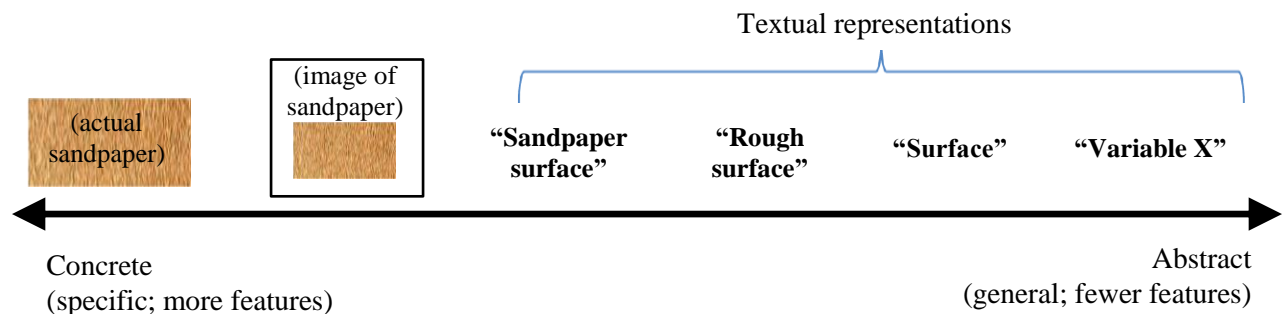 Textual representations
(actual
sandpaper)
(image of
sandpaper)
“Sandpaper
surface”
“Rough
surface”
“Surface”
“Variable X”
Concrete
(specific; more features)
Abstract
(general; fewer features)